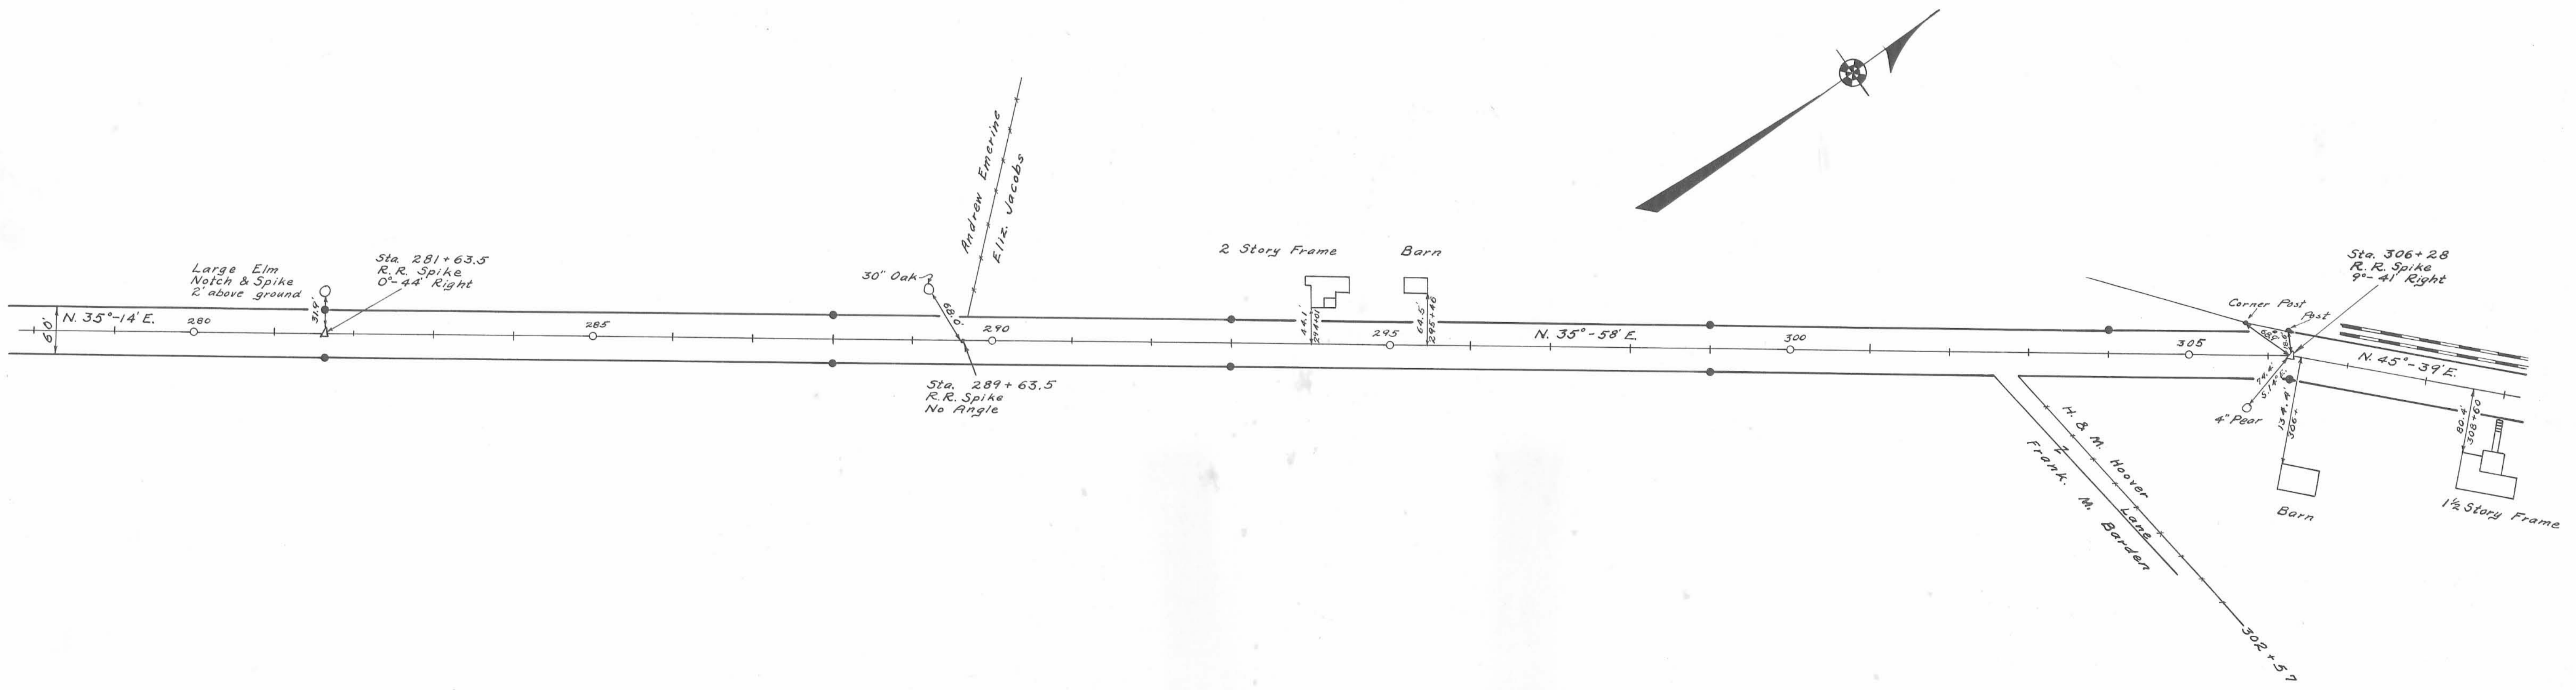 Large Elm
Notch & Spike
2' above ground
31.9'
Sta. 281+63.5
R.R. Spike
0°-44' Right
60'
N. 35°-14' E.
280
285
30" Oak
68.0'
Andrew Emerine
Eliz. Jacobs
290
Sta. 289+63.5
R.R. Spike
No Angle
2 Story Frame
44.1'
294+01
Barn
64.5'
295+46
295
N. 35°-58' E.
300
305
Corner Post
Post
Sta. 306+28
R.R. Spike
9°-41' Right
N. 45°-39' E.
4" Pear
134.4'
306+
Barn
80.4'
308+60
1½ Story Frame
H. & M. Hoover
Lane
Frank. M. Barden
302+57